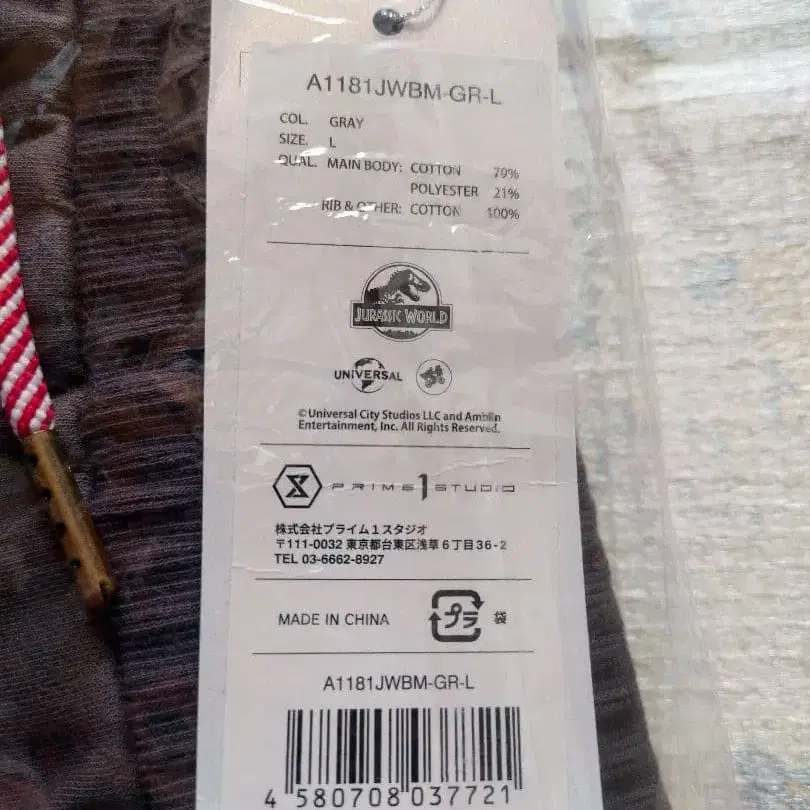 A1181JWBM-GR-L
COL. GRAY
SIZE. L
QUAL. MAIN BODY: COTTON 79%
POLYESTER 21%
RIB & OTHER: COTTON 100%
JURASSIC WORLD
UNIVERSAL
©Universal City Studios LLC and Amblin
Entertainment, Inc. All Rights Reserved.
PRIME 1 STUDIO
株式会社プライム1スタジオ
〒111-0032 東京都台東区浅草6丁目36-2
TEL 03-6662-8927
MADE IN CHINA プラ 袋
A1181JWBM-GR-L
4 580708 037721